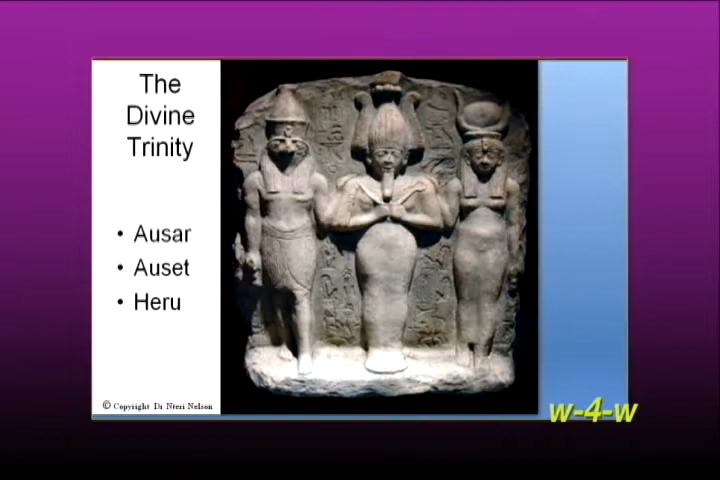 The
Divine
Trinity
• Ausar
• Auset
• Heru
© Copyright Dr Nteri Nelson
w-4-w